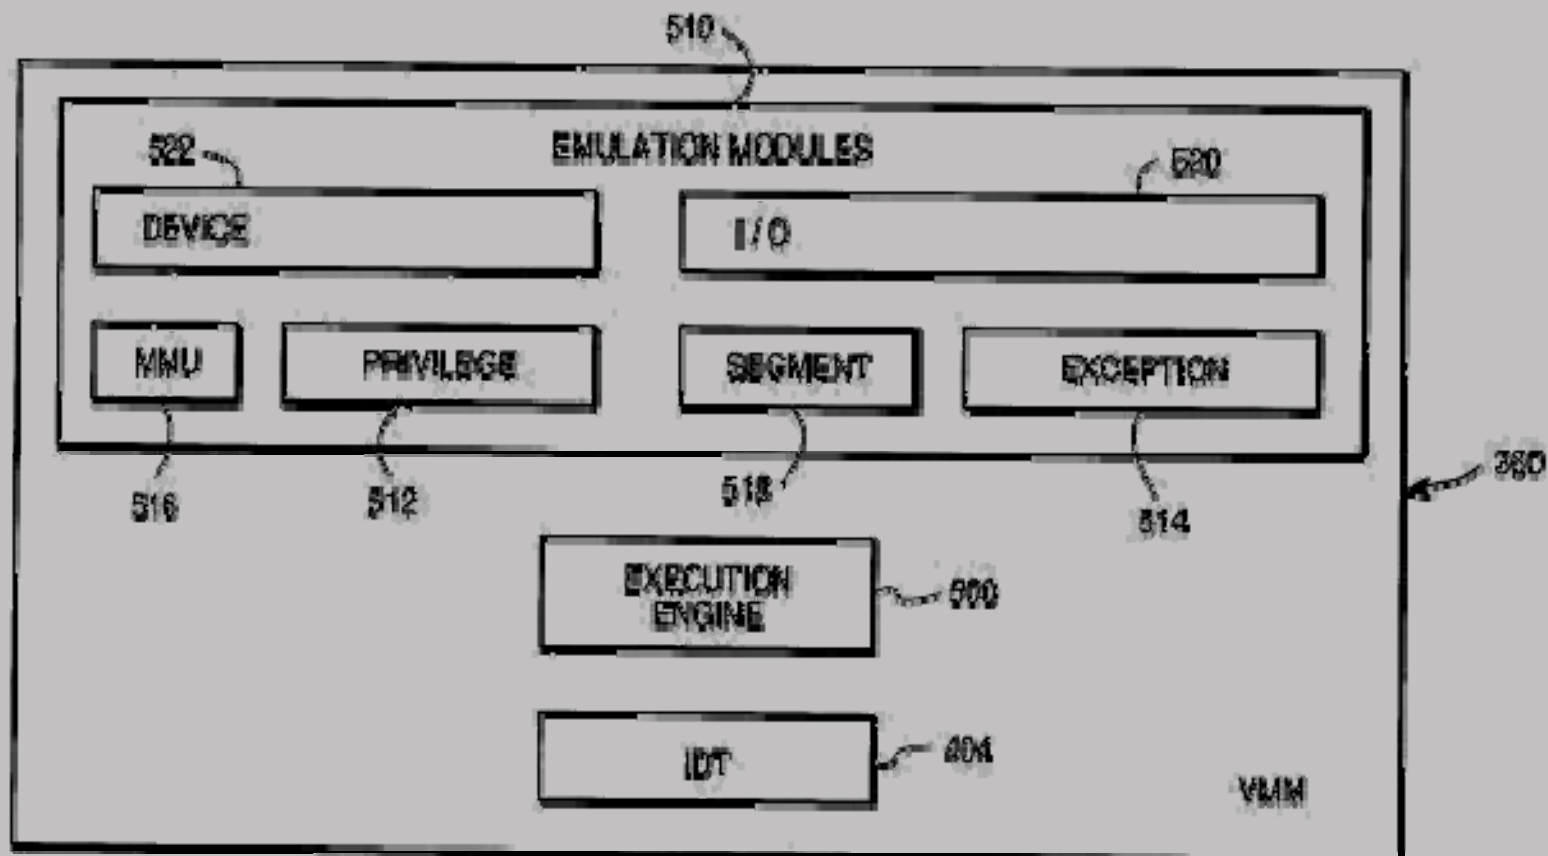 510
EMULATION MODULES
522
520
DEVICE
I/O
MMU
PRIVILEGE
SEGMENT
EXCEPTION
516
512
518
514
360
EXECUTION
ENGINE
500
IDT
404
VMM